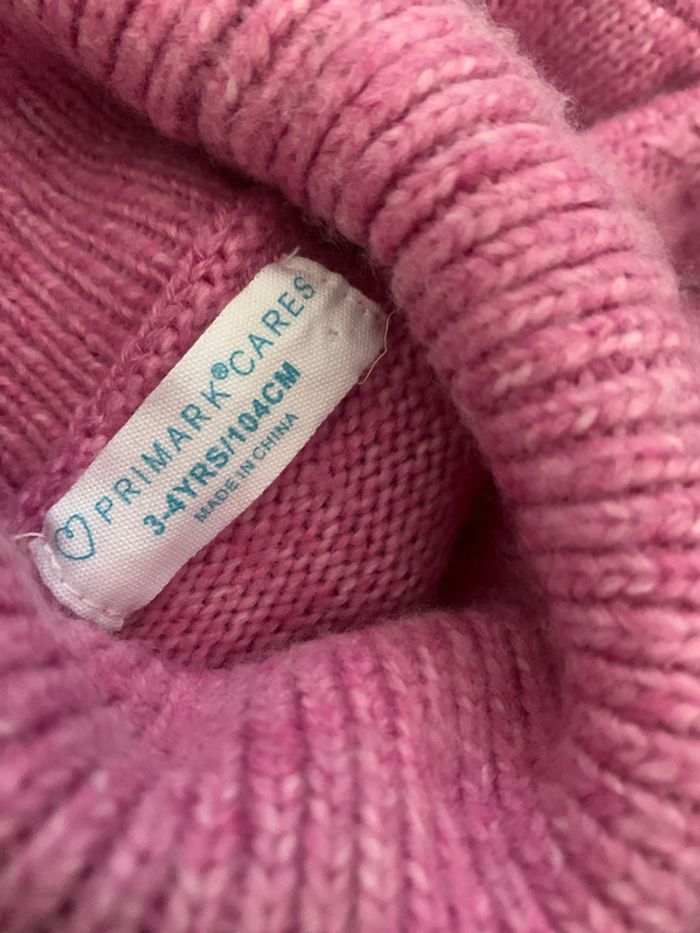 PRIMARK® CARES
3-4YRS/104CM
MADE IN CHINA